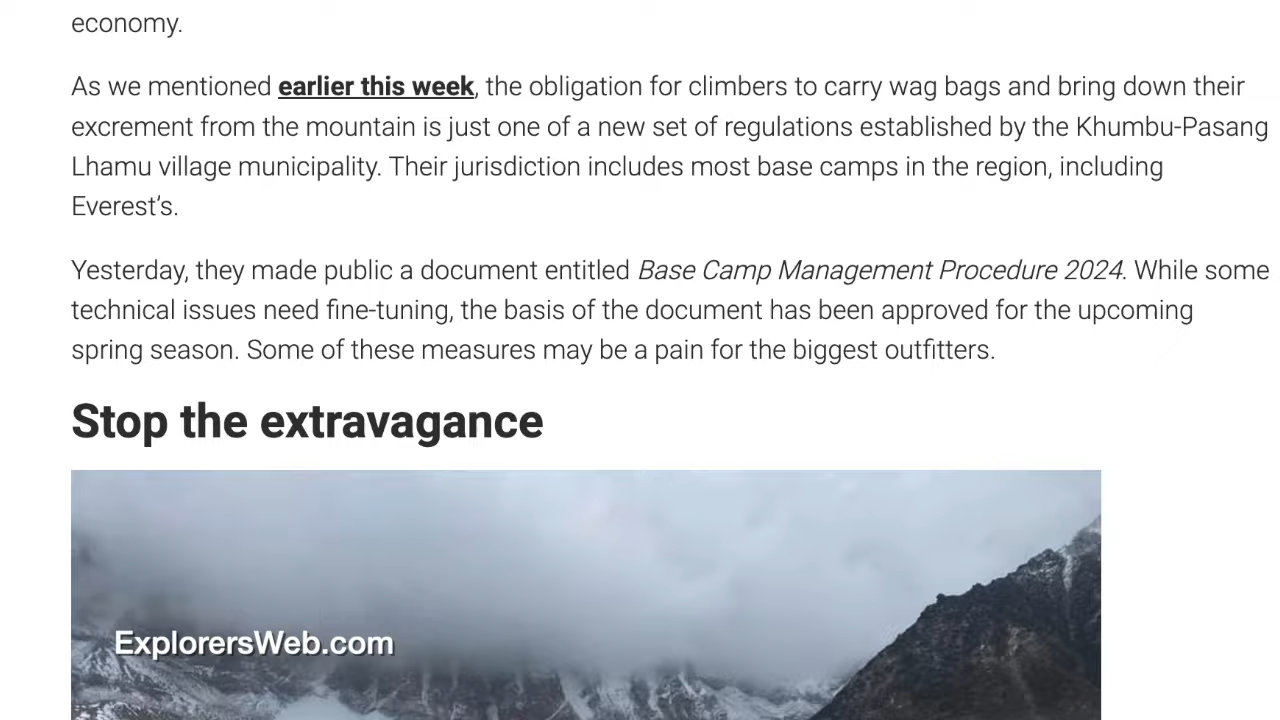 economy.
As we mentioned earlier this week, the obligation for climbers to carry wag bags and bring down their
excrement from the mountain is just one of a new set of regulations established by the Khumbu-Pasang
Lhamu village municipality. Their jurisdiction includes most base camps in the region, including
Everest’s.
Yesterday, they made public a document entitled Base Camp Management Procedure 2024. While some
technical issues need fine-tuning, the basis of the document has been approved for the upcoming
spring season. Some of these measures may be a pain for the biggest outfitters.
Stop the extravagance
ExplorersWeb.com